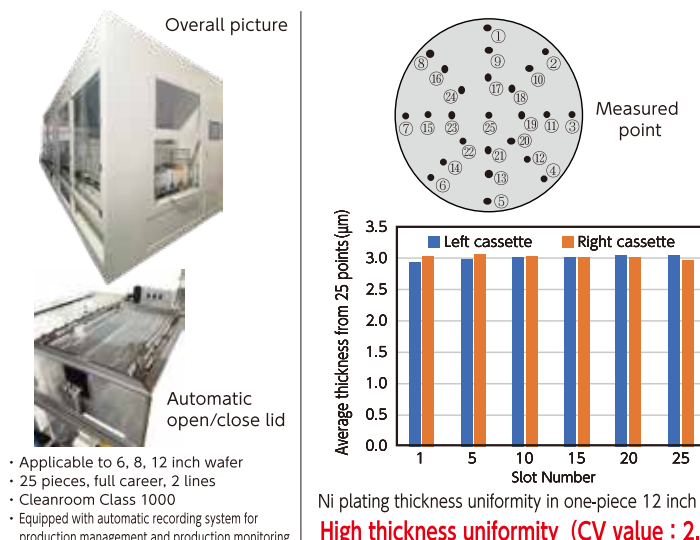 Overall picture
Automatic
open/close lid
・Applicable to 6, 8, 12 inch wafer
・25 pieces, full career, 2 lines
・Cleanroom Class 1000
・Equipped with automatic recording system for
production management and production monitoring
① ② ③ ④ ⑤ ⑥ ⑦ ⑧ ⑨ ⑩ ⑪ ⑫ ⑬ ⑭ ⑮ ⑯ ⑰ ⑱ ⑲ ⑳ ㉑ ㉒ ㉓ ㉔ ㉕
Measured
point
Average thickness from 25 points (μm)
3.5
3.0
2.5
2.0
1.5
1.0
0.5
0.0
Left cassette
Right cassette
1 5 10 15 20 25
Slot Number
Ni plating thickness uniformity in one-piece 12 inch
High thickness uniformity (CV value : 2.